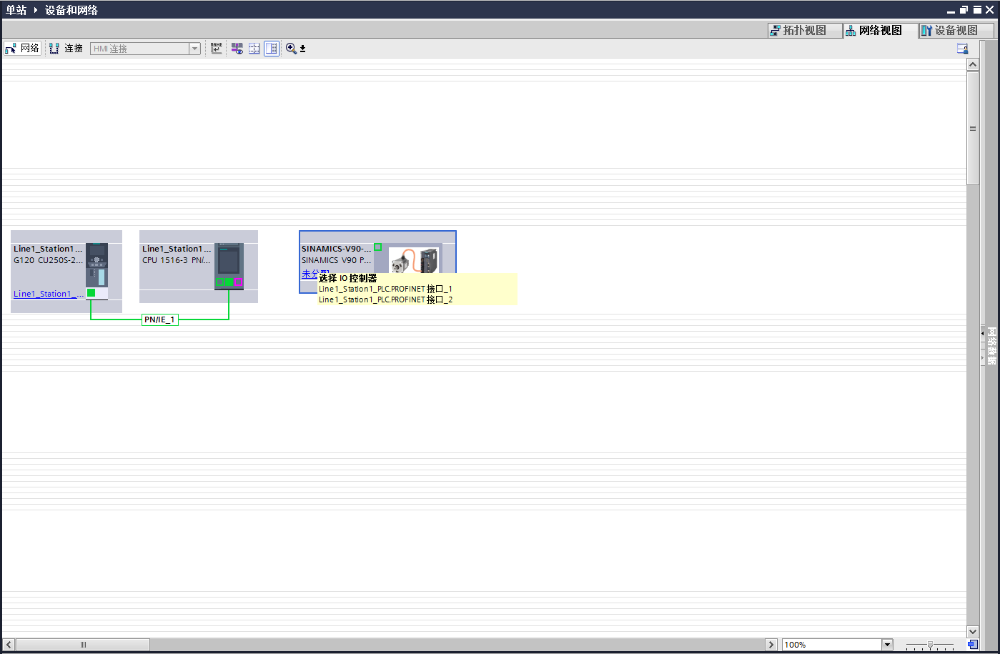 单站 ▸ 设备和网络
拓扑视图
网络视图
设备视图
网络
连接
HMI 连接
NAME
Line1_Station1...
G120 CU250S-2...
Line1_Station1_...
Line1_Station1...
CPU 1516-3 PN/...
SINAMICS-V90-...
SINAMICS V90 P...
选择 IO 控制器
Line1_Station1_PLC.PROFINET 接口_1
Line1_Station1_PLC.PROFINET 接口_2
PN/IE_1
网络数据
100%